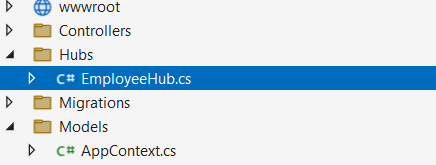 wwwroot
Controllers
Hubs
C# EmployeeHub.cs
Migrations
Models
C# AppContext.cs